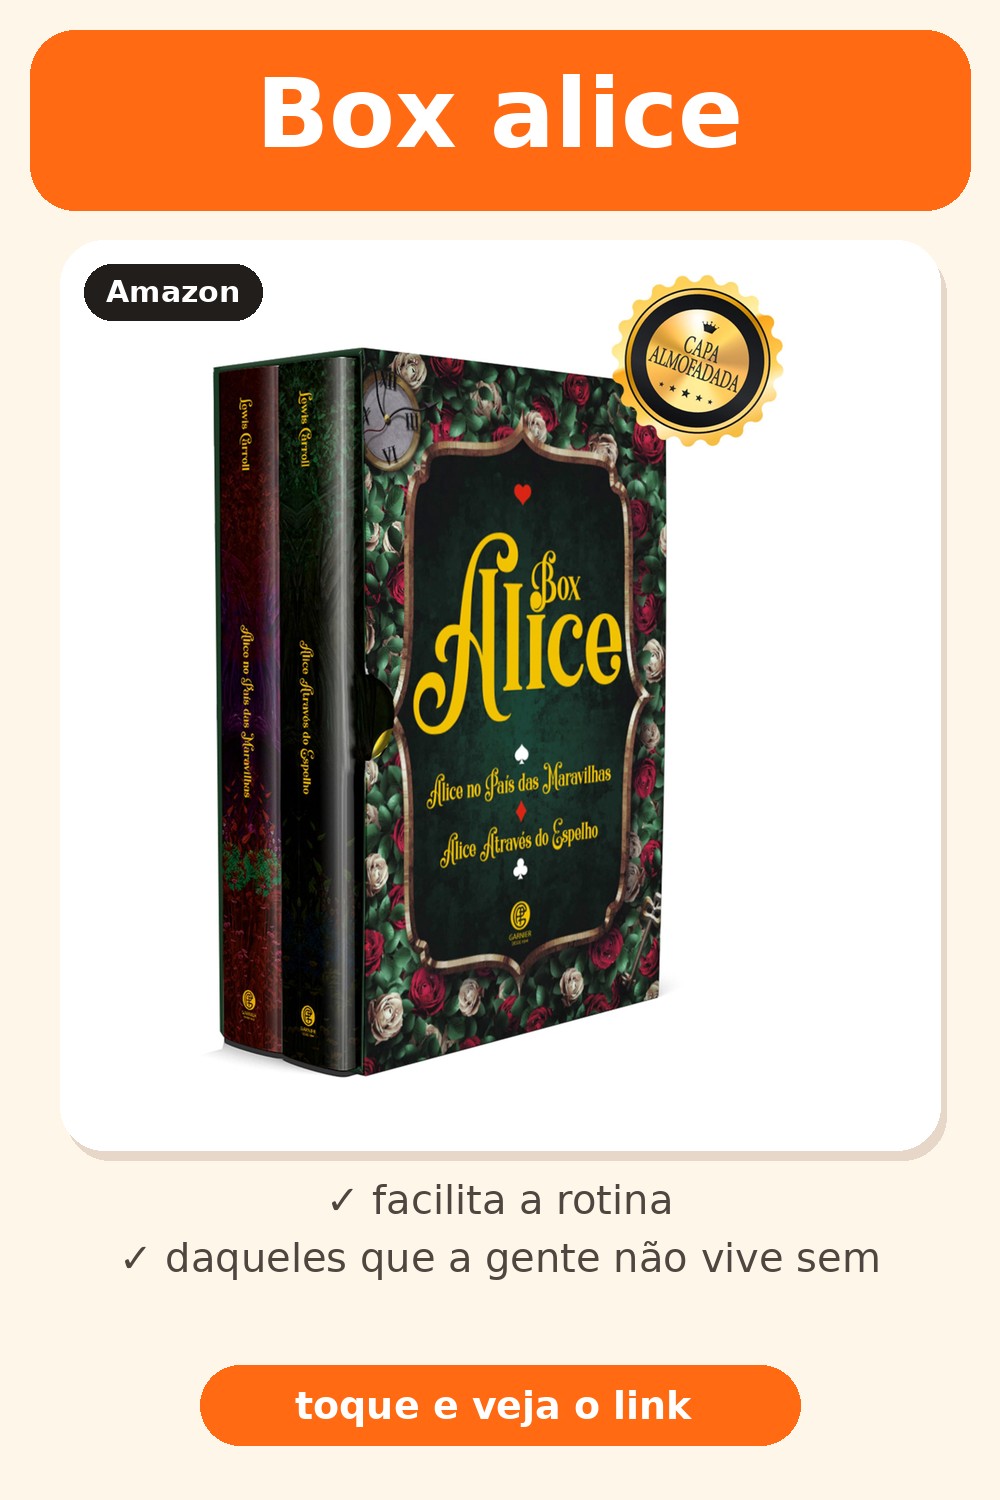 Box alice
Amazon
CAPA
ALMOFADADA
Lewis Carroll
Alice no País das Maravilhas
Lewis Carroll
Alice Através do Espelho
Box
Alice
Alice no País das Maravilhas
Alice Através do Espelho
GARNIER
✓ facilita a rotina
✓ daqueles que a gente não vive sem
toque e veja o link